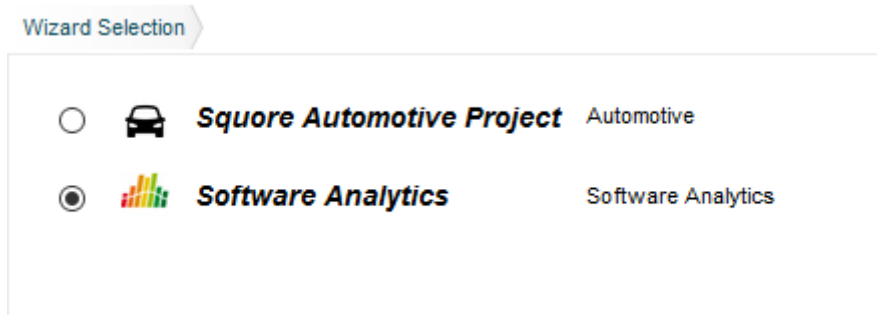 Wizard Selection
Squore Automotive Project Automotive
Software Analytics Software Analytics